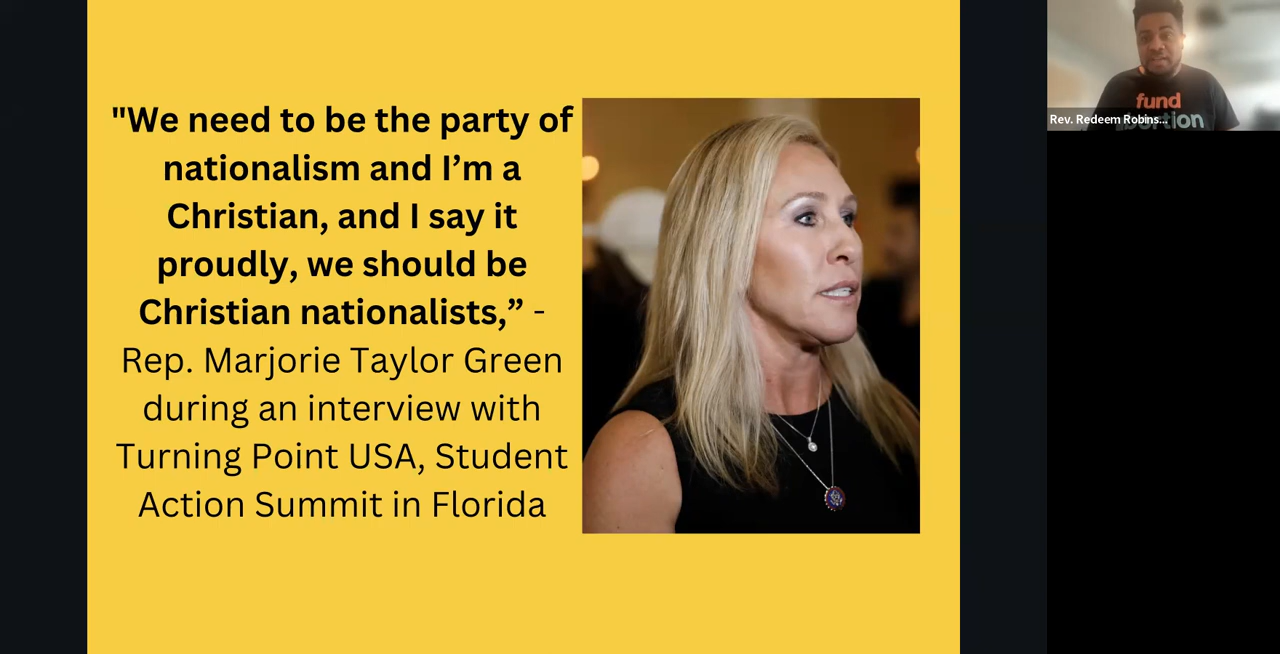 "We need to be the party of
nationalism and I’m a
Christian, and I say it
proudly, we should be
Christian nationalists,” -
Rep. Marjorie Taylor Green
during an interview with
Turning Point USA, Student
Action Summit in Florida
fund
Rev. Redeem Robins...